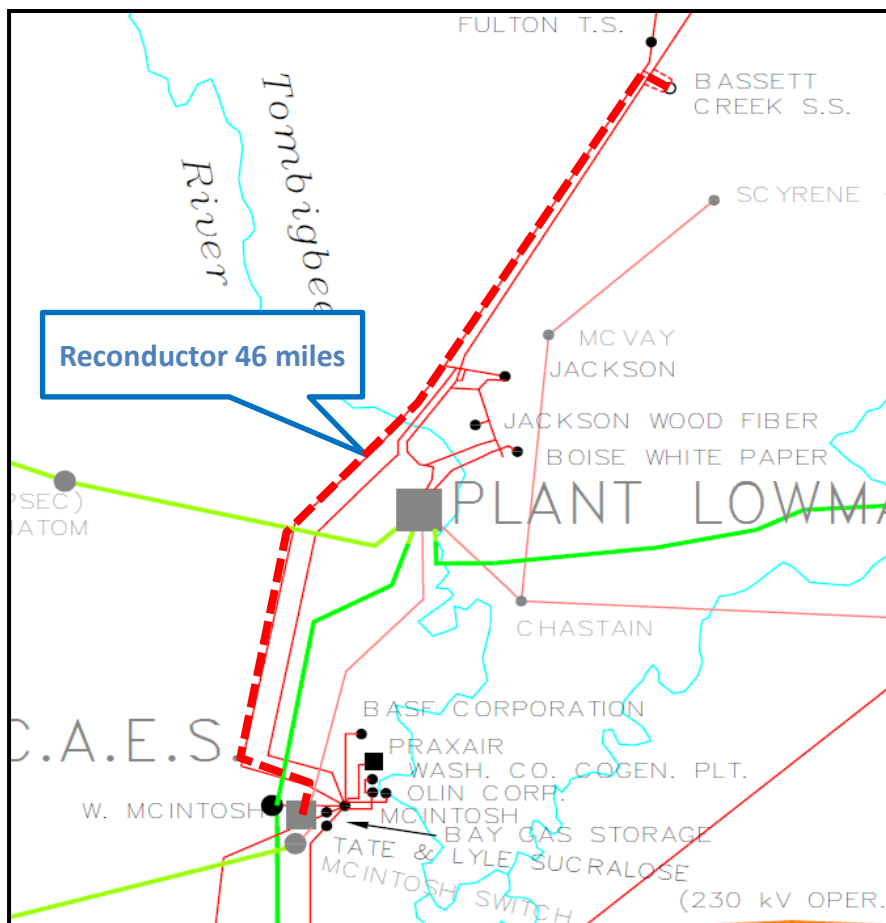 FULTON T.S.
BASSETT
CREEK S.S.
Tombigbee
River
SCYRENE
Reconductor 46 miles
MCVAY
JACKSON
JACKSON WOOD FIBER
BOISE WHITE PAPER
PSEC)
ATOM
PLANT LOWMA
CHASTAIN
C.A.E.S.
BASF CORPORATION
PRAXAIR
WASH. CO. COGEN. PLT.
OLIN CORP.
W. MCINTOSH
MCINTOSH
BAY GAS STORAGE
TATE & LYLE SUCRALOSE
MCINTOSH SWITCH
(230 kV OPER.